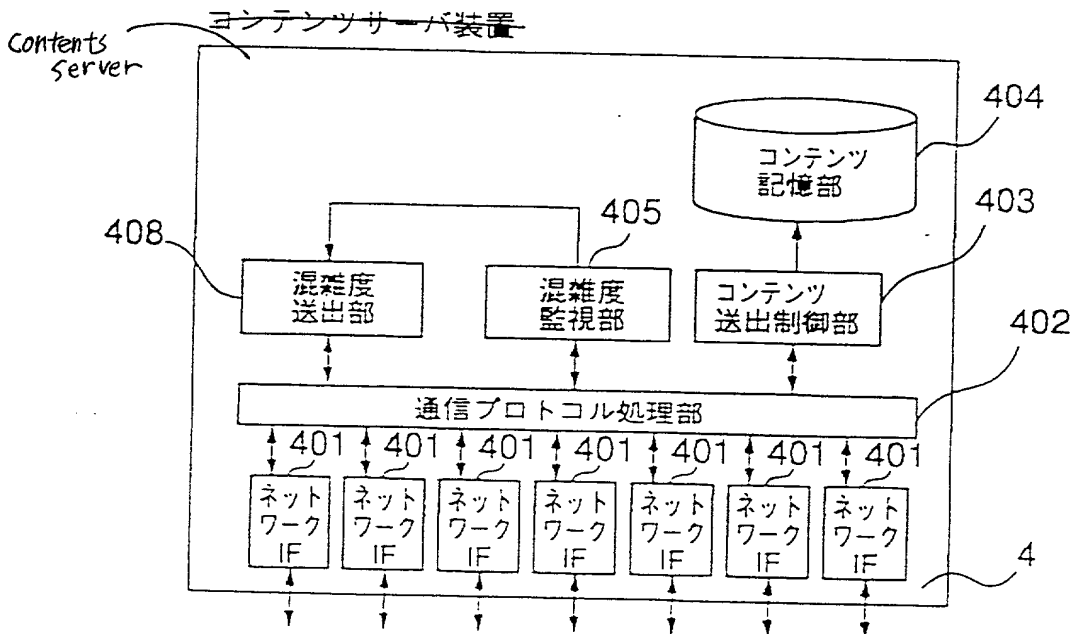 コンテンツサーバ装置
Contents
server
404
コンテンツ
記憶部
403
405
408
混雑度
送出部
混雑度
監視部
コンテンツ
送出制御部
402
通信プロトコル処理部
401 401 401 401 401 401 401
ネット
ワーク
IF
ネット
ワーク
IF
ネット
ワーク
IF
ネット
ワーク
IF
ネット
ワーク
IF
ネット
ワーク
IF
ネット
ワーク
IF
4